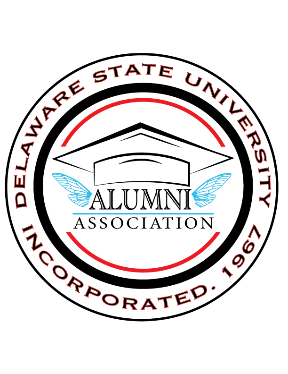 DELAWARE STATE UNIVERSITY
ALUMNI
ASSOCIATION
INCORPORATED. 1967